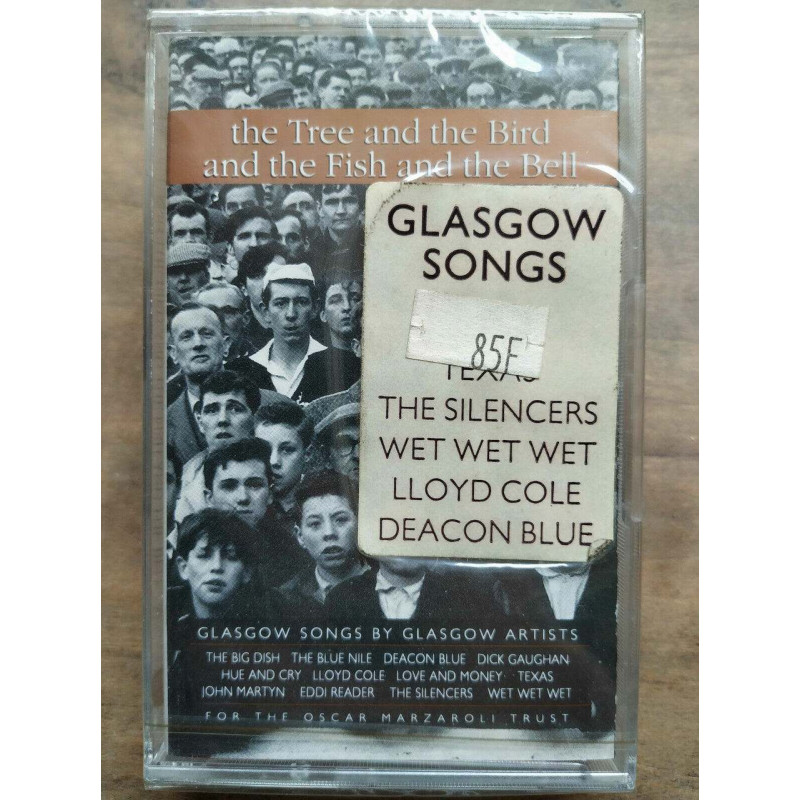 the Tree and the Bird
and the Fish and the Bell
GLASGOW
SONGS
85F
TEXAS
THE SILENCERS
WET WET WET
LLOYD COLE
DEACON BLUE
GLASGOW SONGS BY GLASGOW ARTISTS
THE BIG DISH THE BLUE NILE DEACON BLUE DICK GAUGHAN
HUE AND CRY LLOYD COLE LOVE AND MONEY TEXAS
JOHN MARTYN EDDI READER THE SILENCERS WET WET WET
FOR THE OSCAR MARZAROLI TRUST